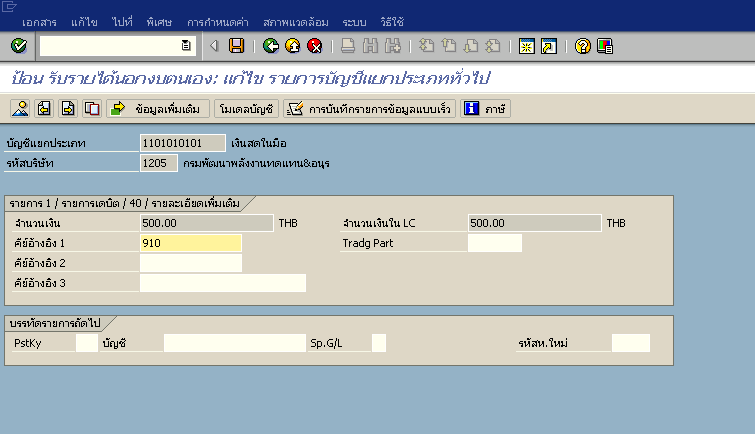 เอกสาร แก้ไข ไปที่ พิเศษ การกำหนดค่า สภาพแวดล้อม ระบบ วิธีใช้
ป้อน รับรายได้นอกงบตนเอง: แก้ไข รายการบัญชีแยกประเภททั่วไป
ข้อมูลเพิ่มเติม โมเดลบัญชี การบันทึกรายการข้อมูลแบบเร็ว ภาษี
บัญชีแยกประเภท 1101010101 เงินสดในมือ
รหัสบริษัท 1205 กรมพัฒนาพลังงานทดแทน&อนุร
รายการ 1 / รายการเดบิต / 40 / รายละเอียดเพิ่มเติม
จำนวนเงิน 500.00 THB จำนวนเงินใน LC 500.00 THB
คีย์อ้างอิง 1 910 Tradg Part
คีย์อ้างอิง 2
คีย์อ้างอิง 3
บรรทัดรายการถัดไป
PstKy บัญชี Sp.G/L รหัสห.ใหม่